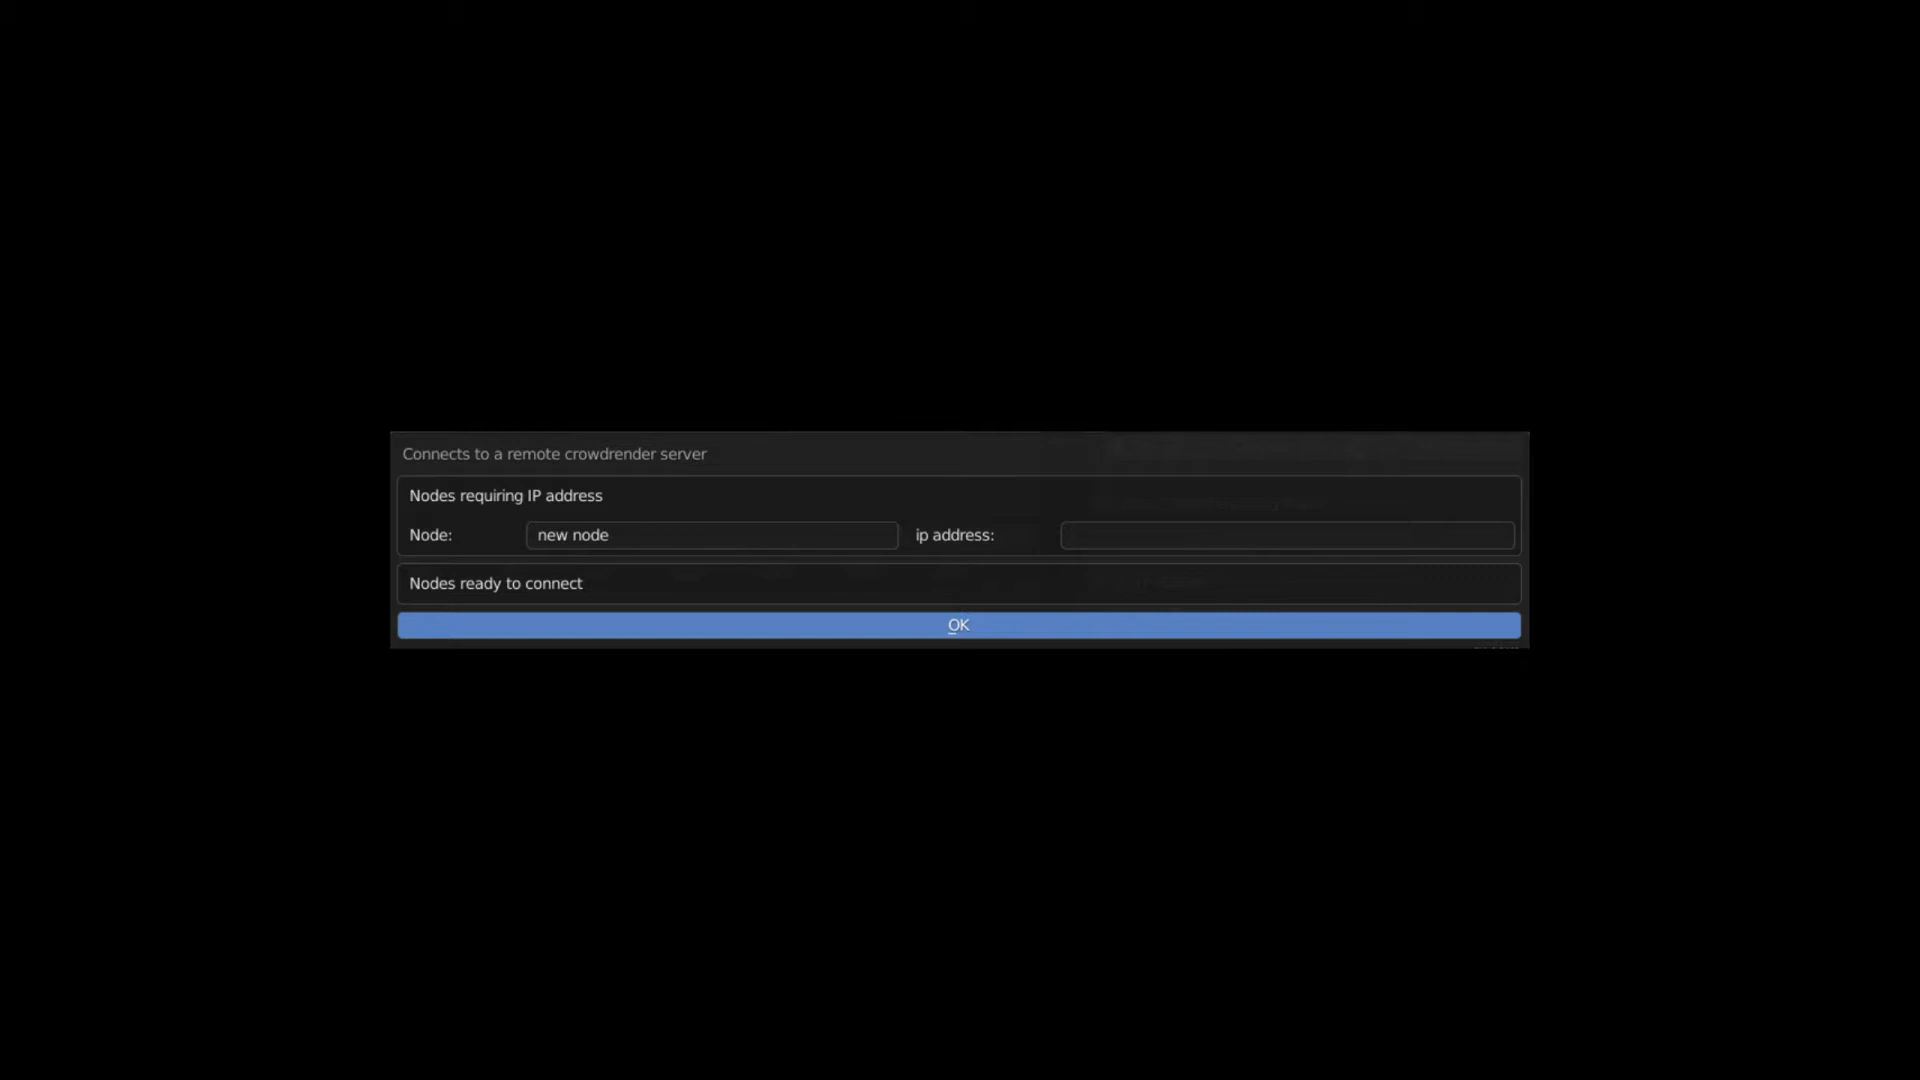 Connects to a remote crowdrender server
Nodes requiring IP address
Node: new node ip address:
Nodes ready to connect
OK